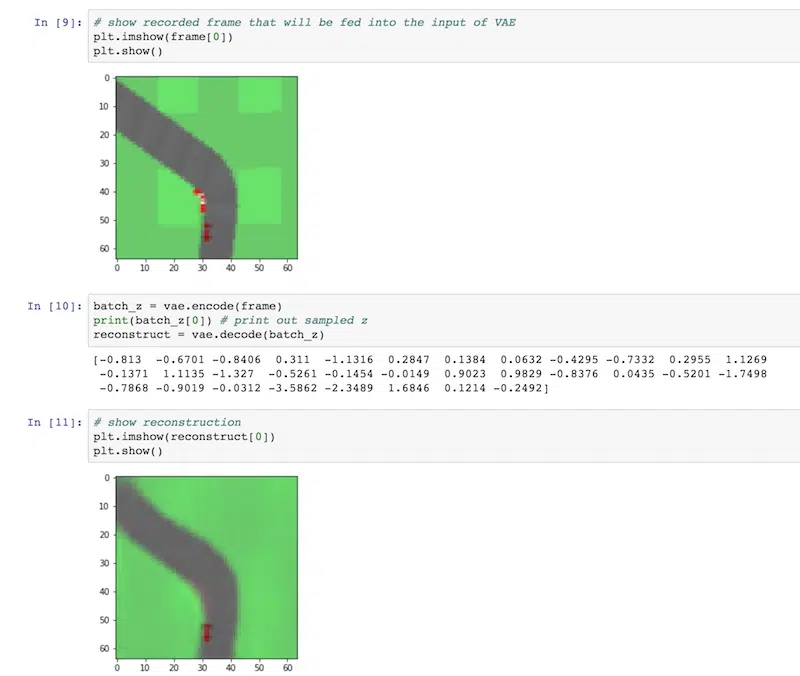 In [9]: # show recorded frame that will be fed into the input of VAE
plt.imshow(frame[0])
plt.show()
0
10
20
30
40
50
60
0 10 20 30 40 50 60
In [10]: batch_z = vae.encode(frame)
print(batch_z[0]) # print out sampled z
reconstruct = vae.decode(batch_z)
[-0.813 -0.6701 -0.8406 0.311 -1.1316 0.2847 0.1384 0.0632 -0.4295 -0.7332 0.2955 1.1269
-0.1371 1.1135 -1.327 -0.5261 -0.1454 -0.0149 0.9023 0.9829 -0.8376 0.0435 -0.5201 -1.7498
-0.7868 -0.9019 -0.0312 -3.5862 -2.3489 1.6846 0.1214 -0.2492]
In [11]: # show reconstruction
plt.imshow(reconstruct[0])
plt.show()
0
10
20
30
40
50
60
0 10 20 30 40 50 60